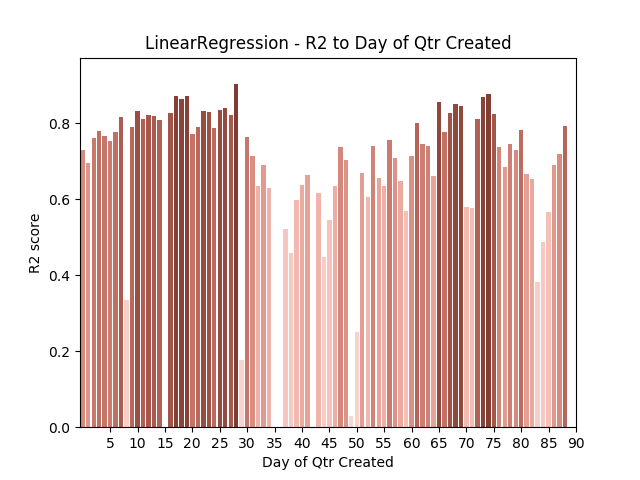 LinearRegression - R2 to Day of Qtr Created
R2 score
0.8
0.6
0.4
0.2
0.0
5 10 15 20 25 30 35 40 45 50 55 60 65 70 75 80 85 90
Day of Qtr Created